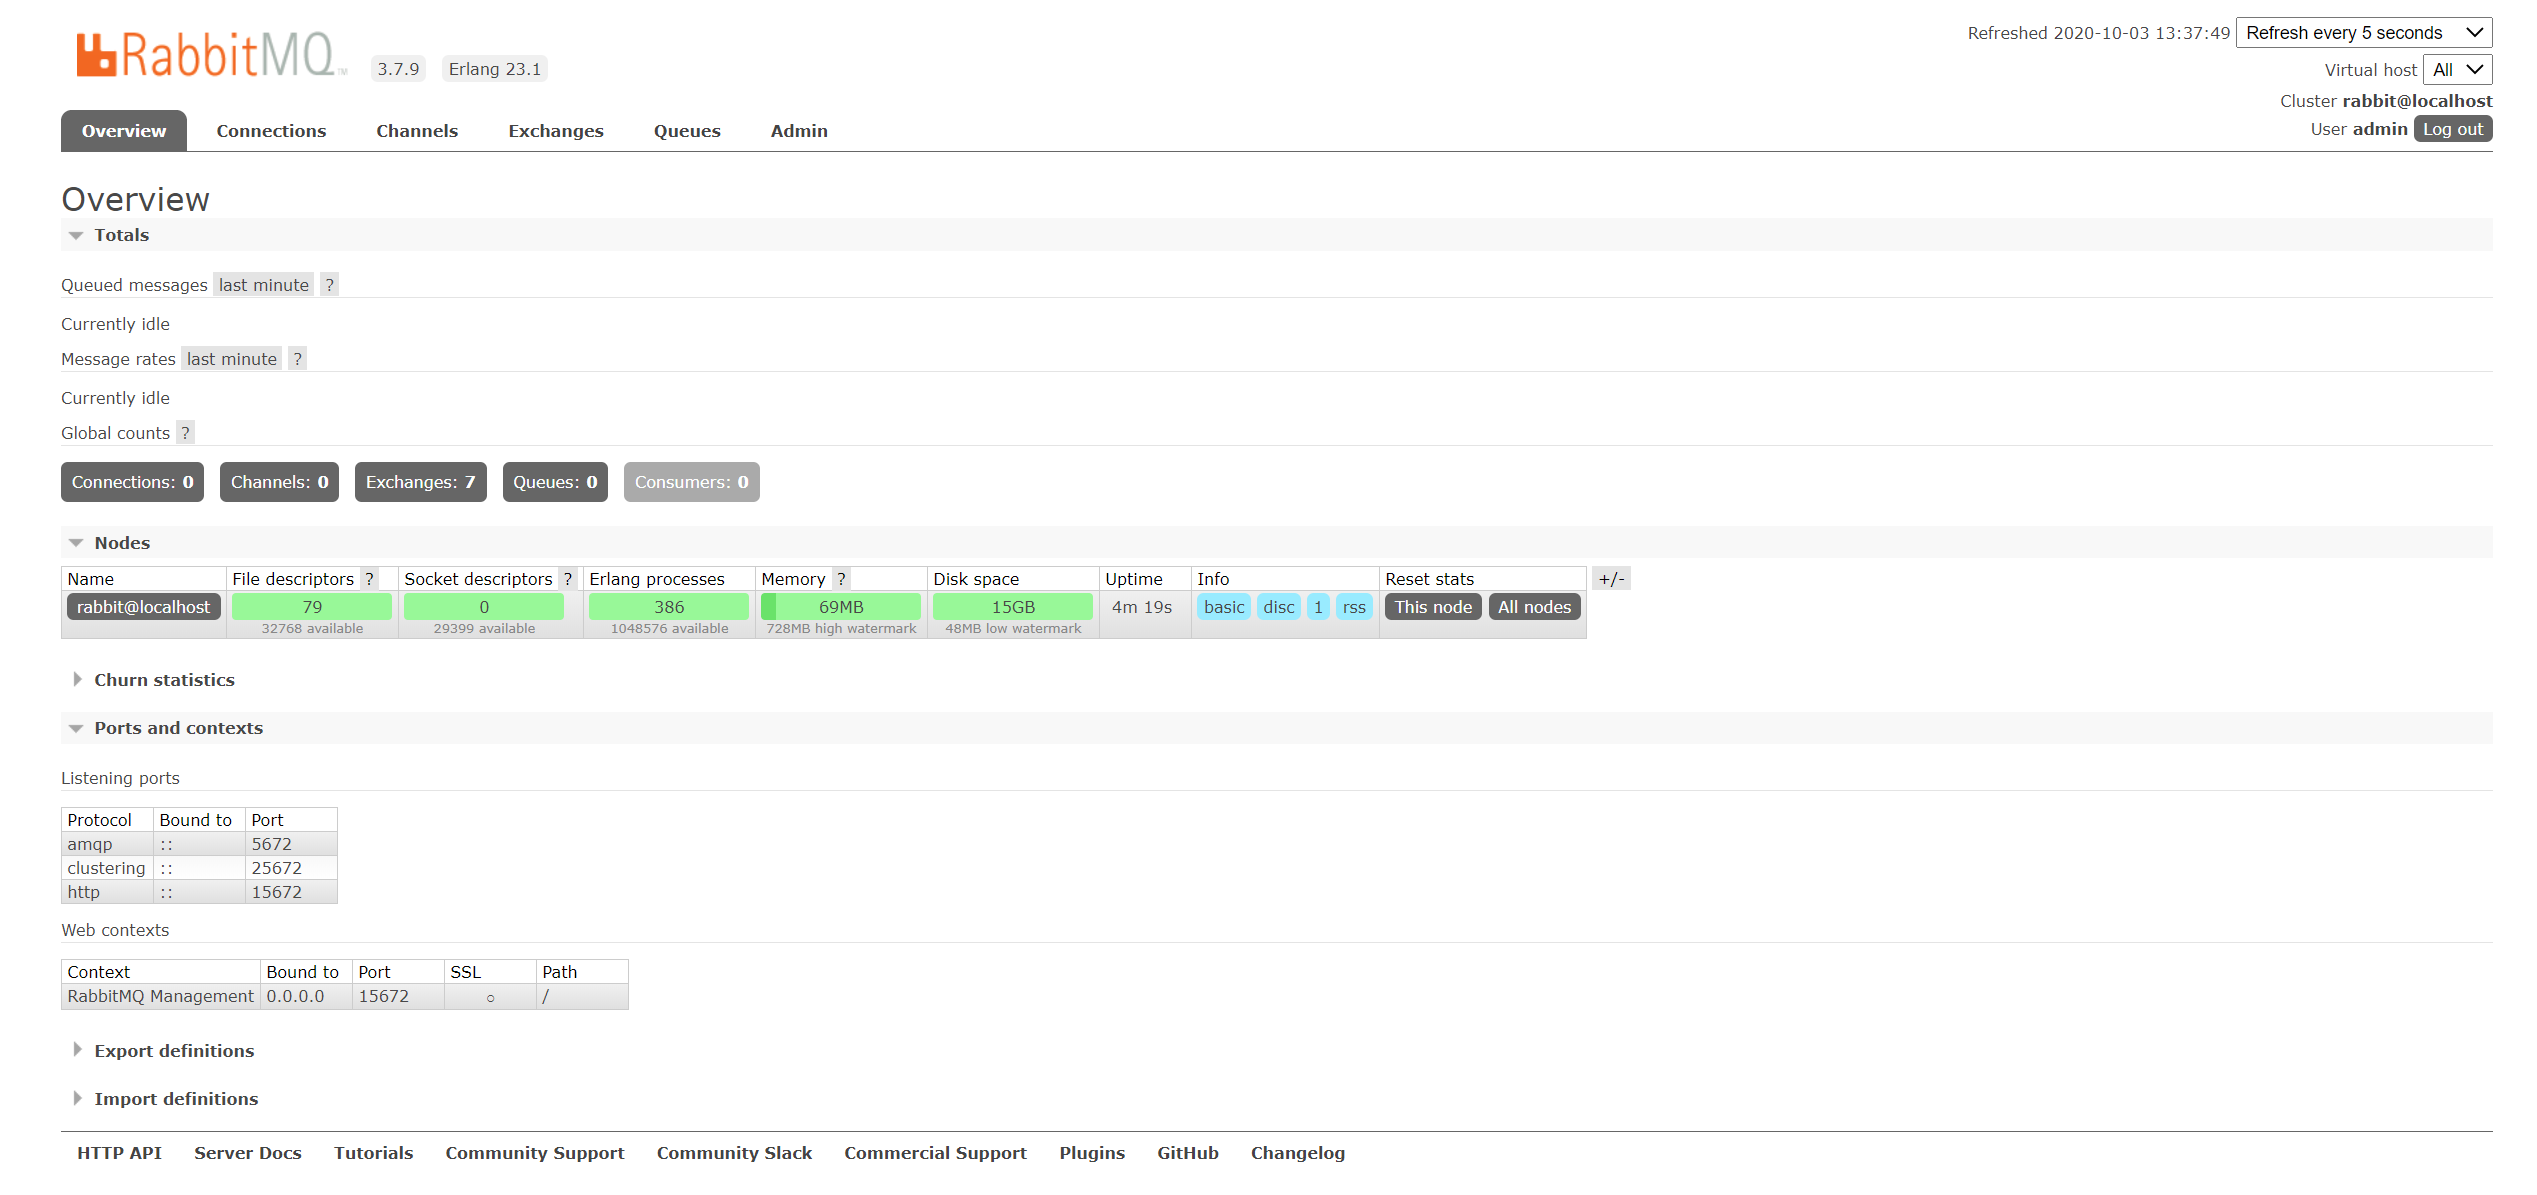 RabbitMQ™ 3.7.9 Erlang 23.1
Refreshed 2020-10-03 13:37:49 Refresh every 5 seconds
Virtual host All
Cluster rabbit@localhost
User admin Log out
Overview Connections Channels Exchanges Queues Admin
Overview
Totals
Queued messages last minute ?
Currently idle
Message rates last minute ?
Currently idle
Global counts ?
Connections: 0 Channels: 0 Exchanges: 7 Queues: 0 Consumers: 0
Nodes
Name File descriptors ? Socket descriptors ? Erlang processes Memory ? Disk space Uptime Info Reset stats +/-
rabbit@localhost 79 0 386 69MB 15GB 4m 19s basic disc 1 rss This node All nodes
32768 available 29399 available 1048576 available 728MB high watermark 48MB low watermark
Churn statistics
Ports and contexts
Listening ports
Protocol Bound to Port
amqp :: 5672
clustering :: 25672
http :: 15672
Web contexts
Context Bound to Port SSL Path
RabbitMQ Management 0.0.0.0 15672 ○ /
Export definitions
Import definitions
HTTP API Server Docs Tutorials Community Support Community Slack Commercial Support Plugins GitHub Changelog